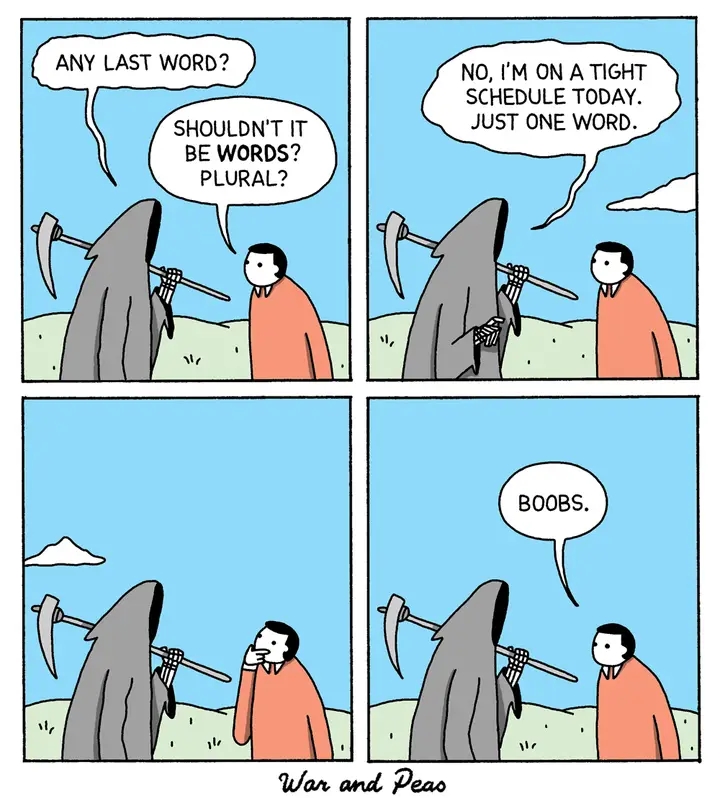 ANY LAST WORD?
SHOULDN'T IT
BE WORDS?
PLURAL?
NO, I'M ON A TIGHT
SCHEDULE TODAY.
JUST ONE WORD.
BOOBS.
War and Peas